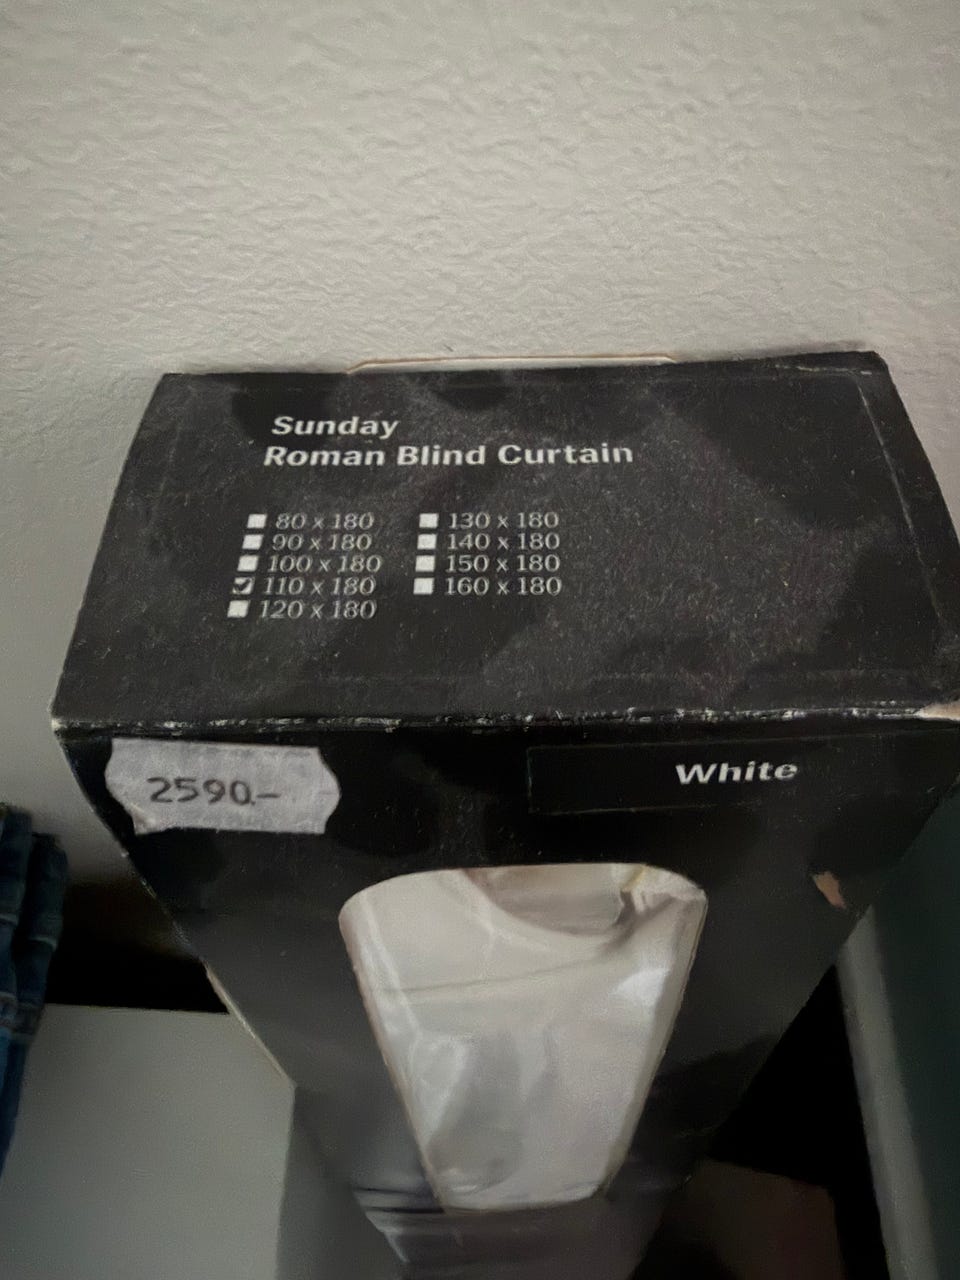 Sunday
Roman Blind Curtain
80 x 180
90 x 180
100 x 180
110 x 180
120 x 180
130 x 180
140 x 180
150 x 180
160 x 180
2590.-
White